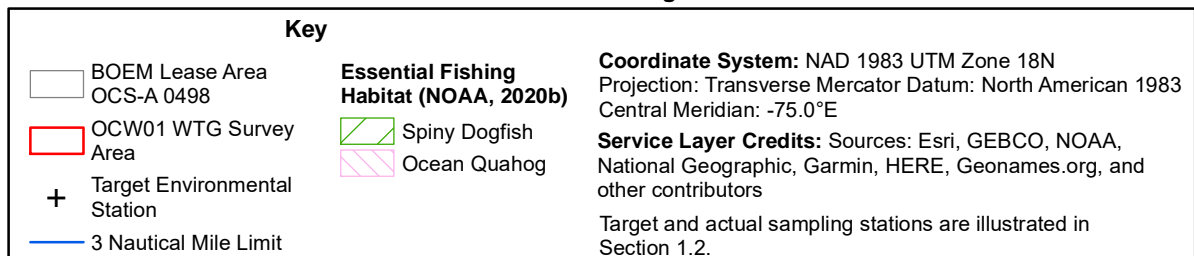 Key
BOEM Lease Area
OCS-A 0498
OCW01 WTG Survey
Area
Target Environmental
Station
3 Nautical Mile Limit
Essential Fishing
Habitat (NOAA, 2020b)
Spiny Dogfish
Ocean Quahog
Coordinate System: NAD 1983 UTM Zone 18N
Projection: Transverse Mercator Datum: North American 1983
Central Meridian: -75.0°E
Service Layer Credits: Sources: Esri, GEBCO, NOAA,
National Geographic, Garmin, HERE, Geonames.org, and
other contributors
Target and actual sampling stations are illustrated in
Section 1.2.